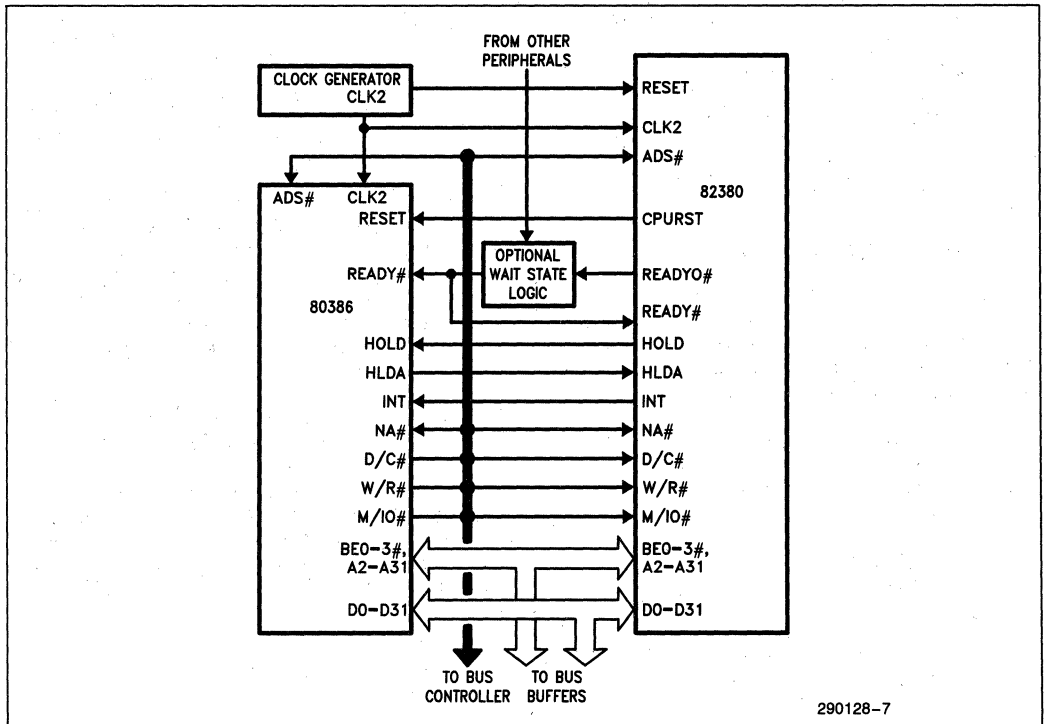 FROM OTHER
PERIPHERALS
CLOCK GENERATOR
CLK2
RESET
CLK2
ADS#
82380
ADS# CLK2
RESET
CPURST
OPTIONAL
WAIT STATE
LOGIC
READY#
READYO#
80386
READY#
HOLD
HOLD
HLDA
HLDA
INT
INT
NA#
NA#
D/C#
D/C#
W/R#
W/R#
M/IO#
M/IO#
BE0-3#,
A2-A31
BE0-3#,
A2-A31
D0-D31
D0-D31
TO BUS
CONTROLLER
TO BUS
BUFFERS
290128-7